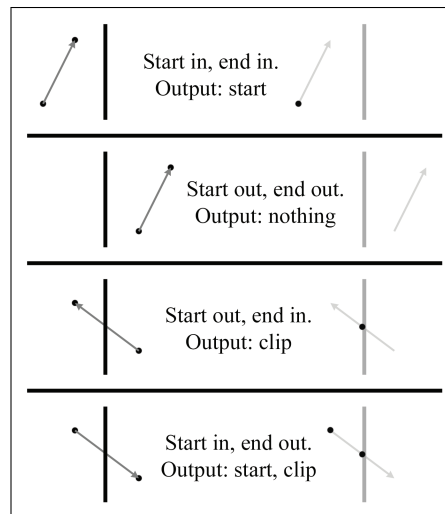 Start in, end in.
Output: start
Start out, end out.
Output: nothing
Start out, end in.
Output: clip
Start in, end out.
Output: start, clip